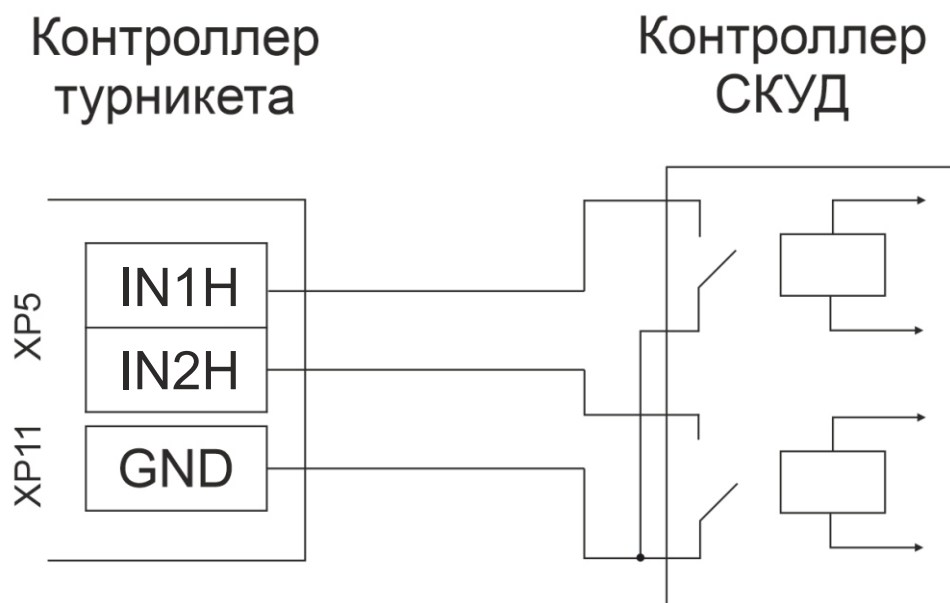 Контроллер
турникета
Контроллер
СКУД
XP5
IN1H
IN2H
XP11
GND